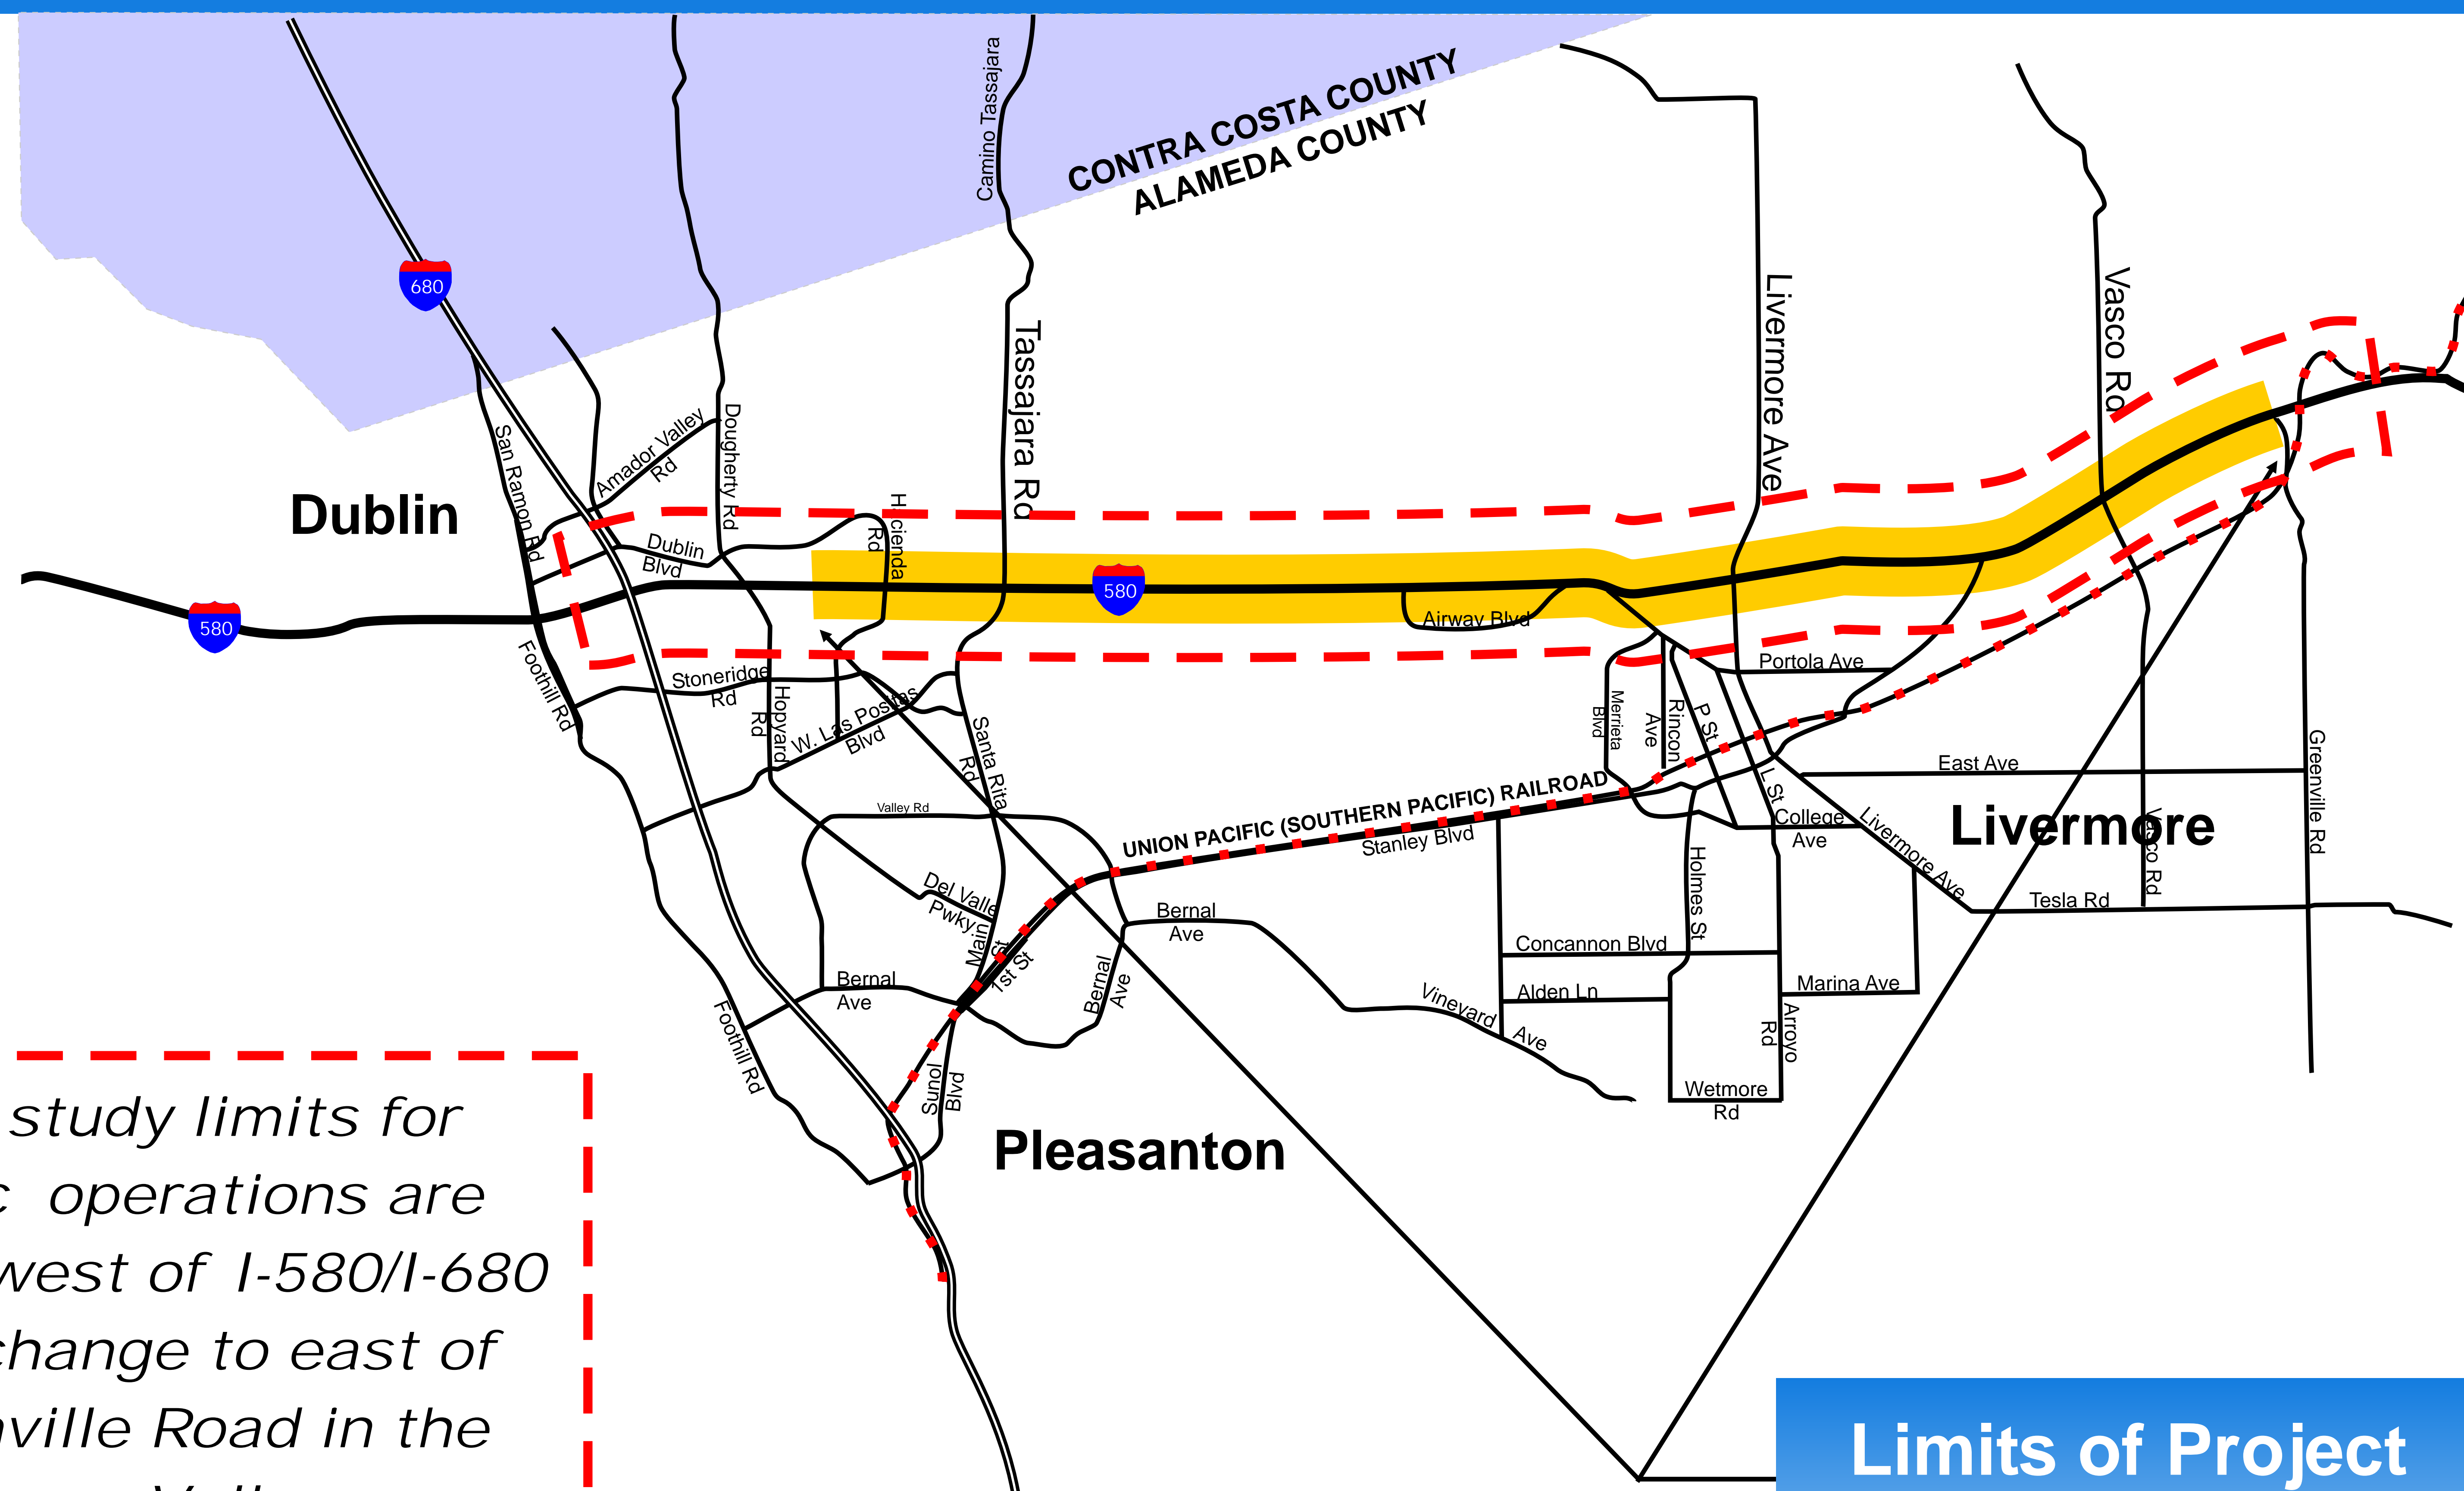 Camino Tassajara
CONTRA COSTA COUNTY
ALAMEDA COUNTY
680
Livermore Ave
Vasco Rd
Tassajara Rd
San Ramon Rd
Amador Valley
Rd
Dougherty Rd
Dublin
Hacienda
Rd
Dublin
Blvd
580
580
Airway Blvd
Foothill Rd
Stoneridge
Rd
Hopyard
Rd
W. Las Positas
Blvd
Santa Rita
Rd
Portola Ave
Merrieta
Blvd
Rincon
Ave
P St
L St
East Ave
Greenville Rd
UNION PACIFIC (SOUTHERN PACIFIC) RAILROAD
Stanley Blvd
Valley Rd
College
Ave
Livermore Ave
Livermore
Vasco Rd
Tesla Rd
Del Valle
Pwky
Main
St
1st St
Bernal
Ave
Bernal
Ave
Bernal
Ave
Holmes St
Concannon Blvd
Alden Ln
Marina Ave
Vineyard
Ave
Arroyo
Rd
Foothill Rd
Sunol
Blvd
Wetmore
Rd
Pleasanton
study limits for
operations are
west of I-580/I-680
change to east of
ville Road in the
Limits of Project